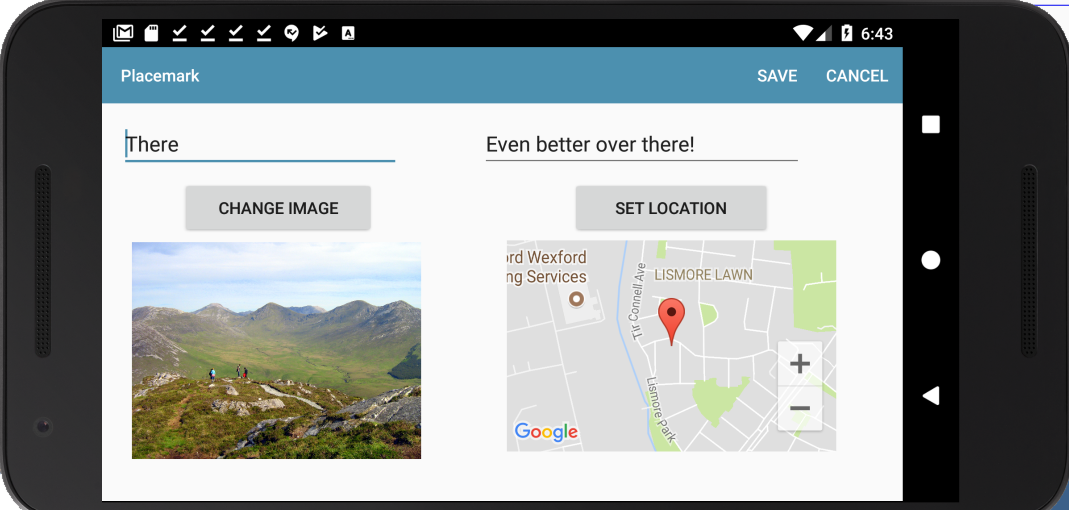 6:43
Placemark
SAVE
CANCEL
There
Even better over there!
CHANGE IMAGE
SET LOCATION
ord Wexford
ng Services
LISMORE LAWN
Tír Connell Ave
Lismore Park
Google